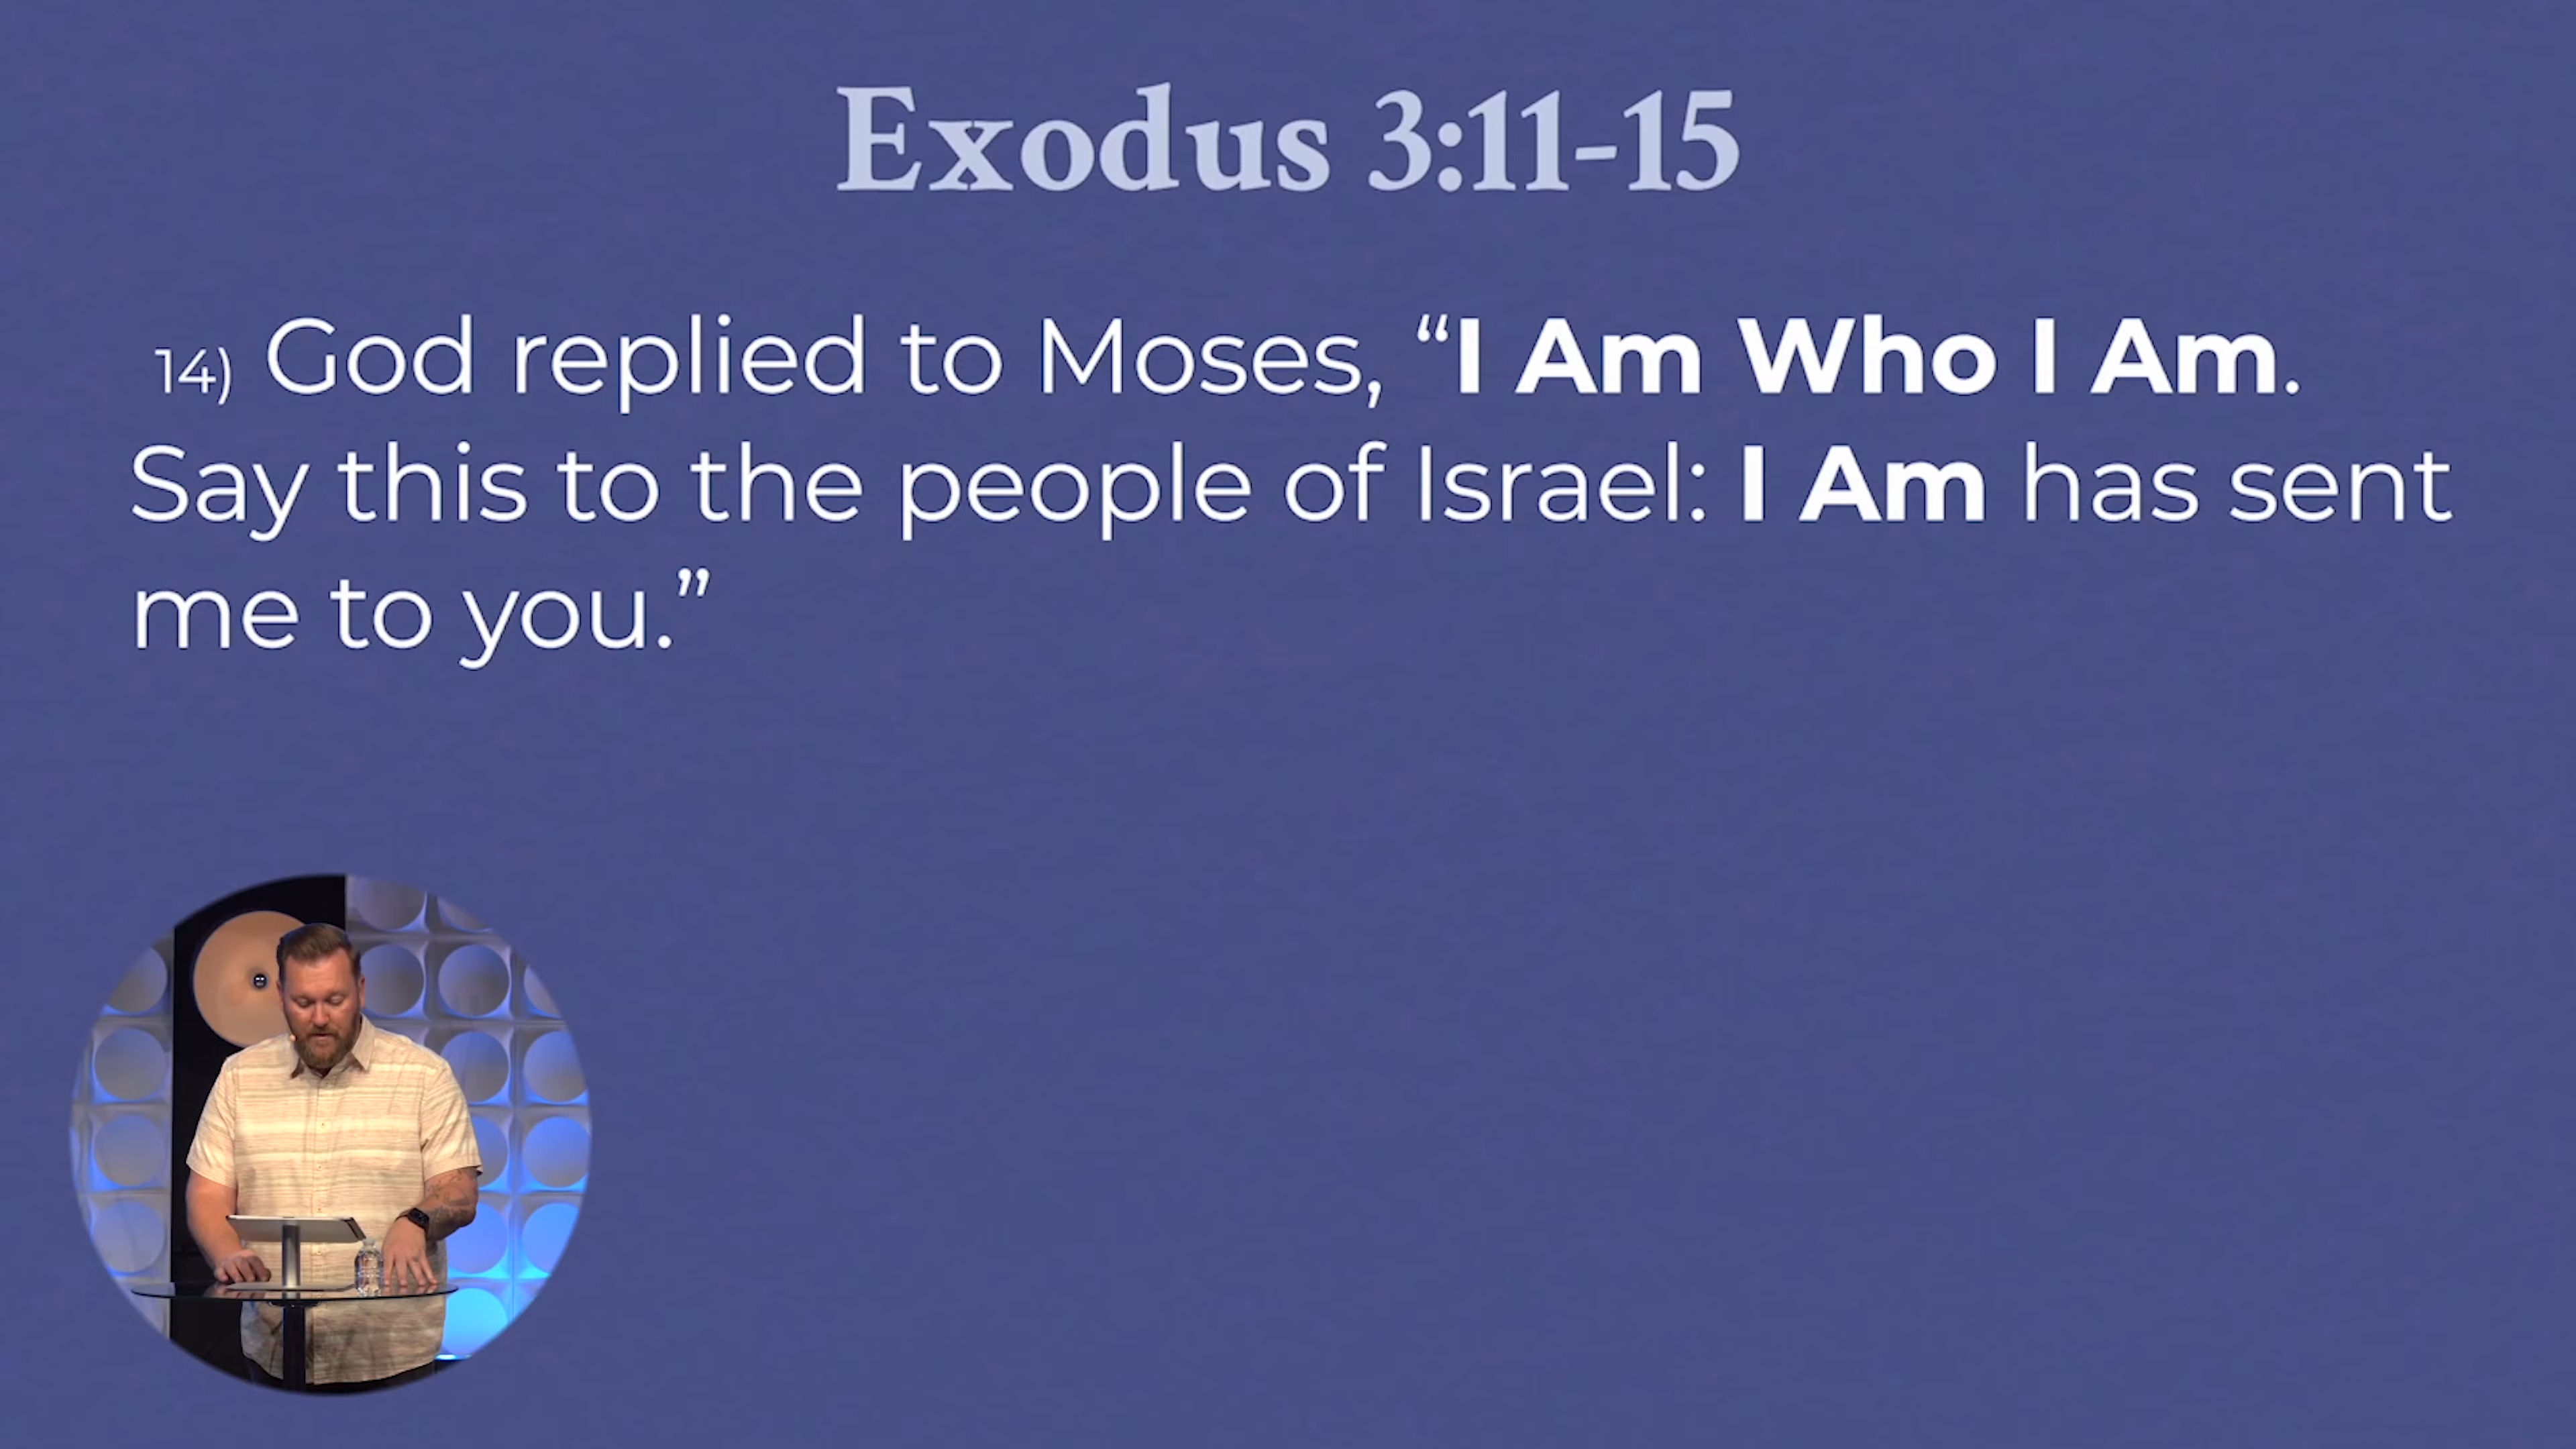 Exodus 3:11-15
14) God replied to Moses, “I Am Who I Am.
Say this to the people of Israel: I Am has sent
me to you.”